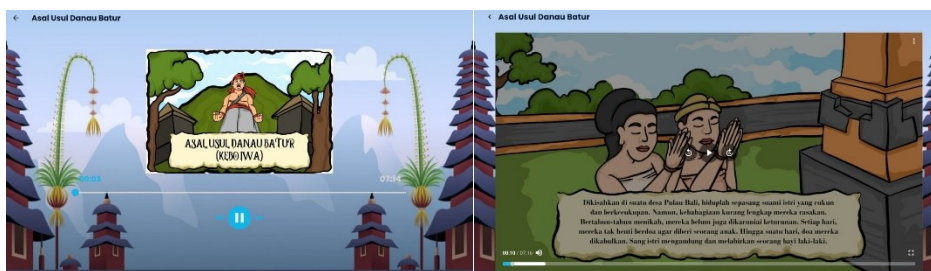 Asal Usul Danau Batur
ASAL USUL DANAU BATUR
(KEBO IWA)
00:03
07:14
Asal Usul Danau Batur
Dikisahkan di suatu desa Pulau Bali, hiduplah sepasang suami istri yang rukun
dan berkecukupan. Namun, kebahagiaan kurang lengkap mereka rasakan.
Bertahun-tahun menikah, mereka belum juga dikaruniai keturunan. Setiap hari,
mereka tak henti berdoa agar diberi seorang anak. Hingga suatu hari, doa mereka
dikabulkan. Sang istri mengandung dan melahirkan seorang bayi laki-laki.
00:10 / 07:16